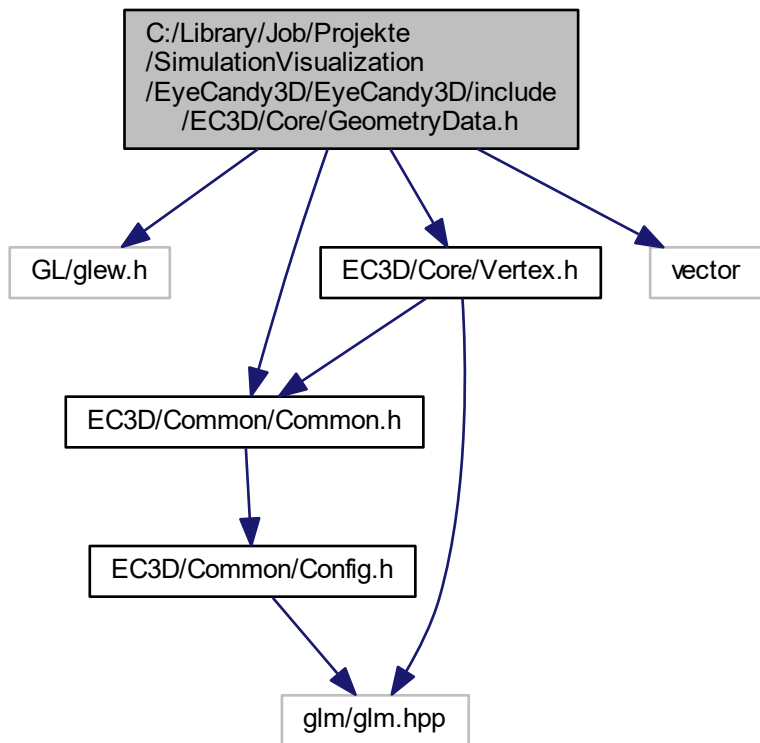 C:/Library/Job/Projekte
/SimulationVisualization
/EyeCandy3D/EyeCandy3D/include
/EC3D/Core/GeometryData.h
GL/glew.h
EC3D/Core/Vertex.h
vector
EC3D/Common/Common.h
EC3D/Common/Config.h
glm/glm.hpp